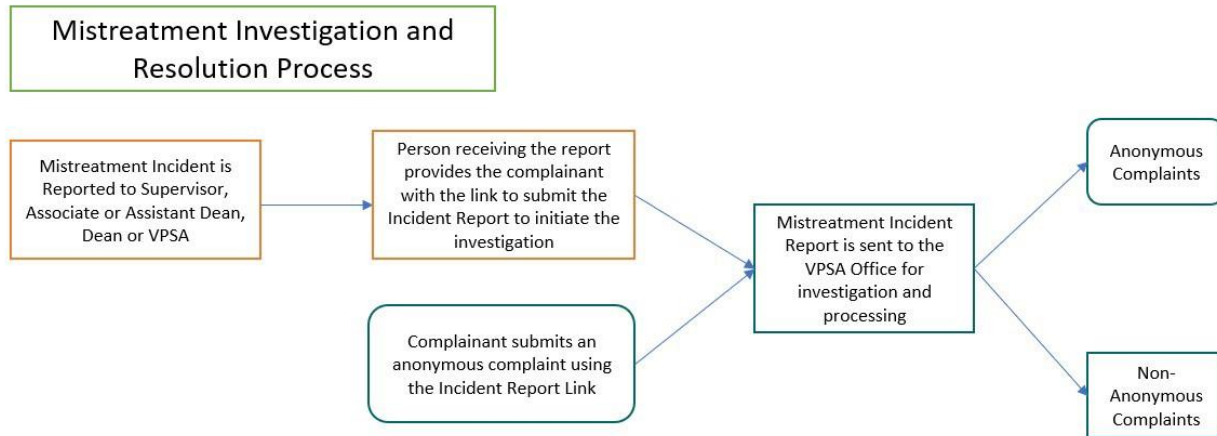 Mistreatment Investigation and
Resolution Process
Mistreatment Incident is
Reported to Supervisor,
Associate or Assistant Dean,
Dean or VPSA
Person receiving the report
provides the complainant
with the link to submit the
Incident Report to initiate the
investigation
Complainant submits an
anonymous complaint using
the Incident Report Link
Mistreatment Incident
Report is sent to the
VPSA Office for
investigation and
processing
Anonymous
Complaints
Non-
Anonymous
Complaints